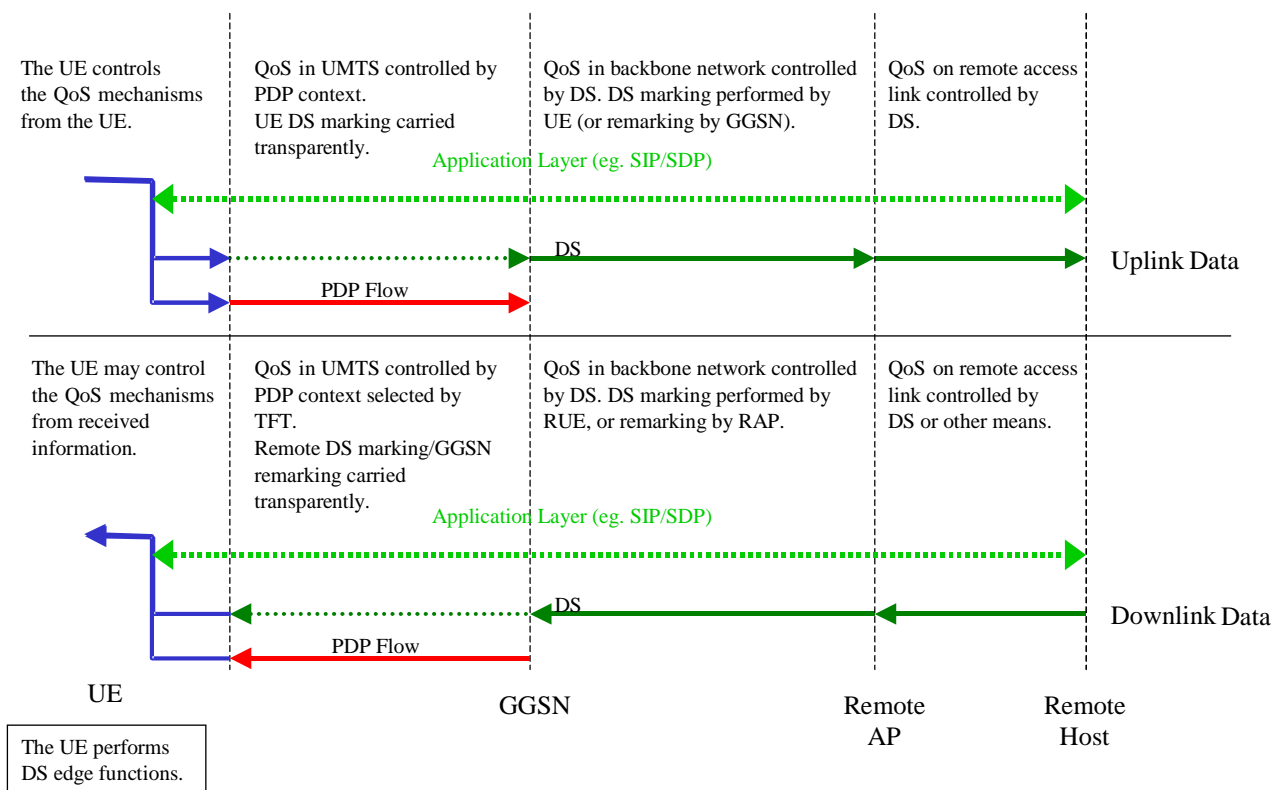 The UE controls
the QoS mechanisms
from the UE.
QoS in UMTS controlled by
PDP context.
UE DS marking carried
transparently.
QoS in backbone network controlled
by DS. DS marking performed by
UE (or remarking by GGSN).
QoS on remote access
link controlled by
DS.
Application Layer (eg. SIP/SDP)
DS
Uplink Data
PDP Flow
The UE may control
the QoS mechanisms
from received
information.
QoS in UMTS controlled by
PDP context selected by
TFT.
Remote DS marking/GGSN
remarking carried
transparently.
QoS in backbone network controlled
by DS. DS marking performed by
RUE, or remarking by RAP.
QoS on remote access
link controlled by
DS or other means.
Application Layer (eg. SIP/SDP)
DS
Downlink Data
PDP Flow
UE
GGSN
Remote
AP
Remote
Host
The UE performs
DS edge functions.